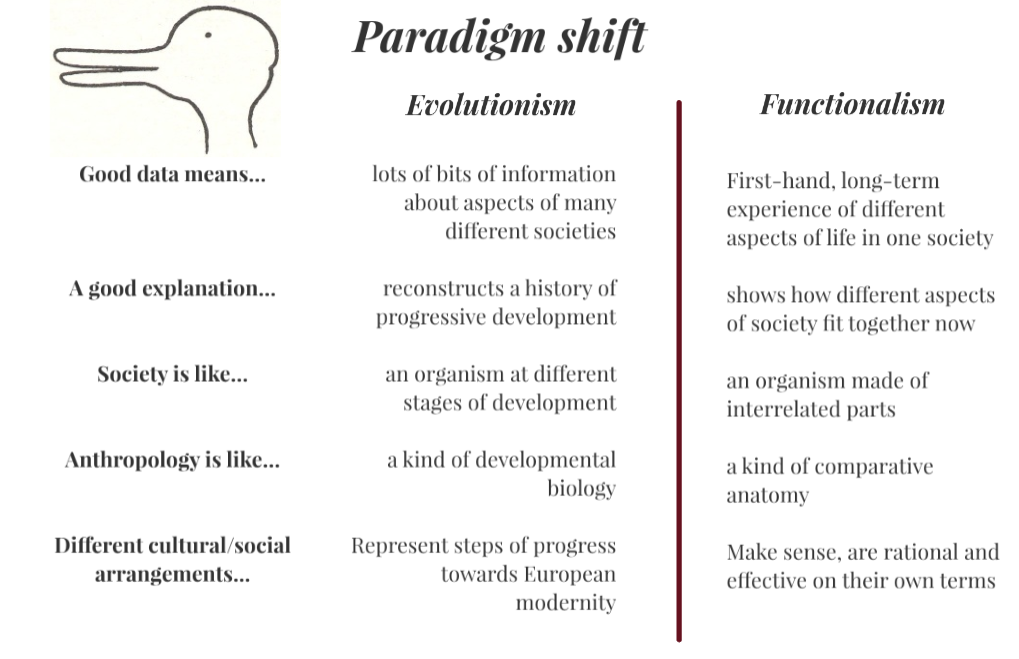 Paradigm shift
Evolutionism
Functionalism
Good data means...
lots of bits of information
about aspects of many
different societies
First-hand, long-term
experience of different
aspects of life in one society
A good explanation...
reconstructs a history of
progressive development
shows how different aspects
of society fit together now
Society is like...
an organism at different
stages of development
an organism made of
interrelated parts
Anthropology is like...
a kind of developmental
biology
a kind of comparative
anatomy
Different cultural/social
arrangements...
Represent steps of progress
towards European
modernity
Make sense, are rational and
effective on their own terms